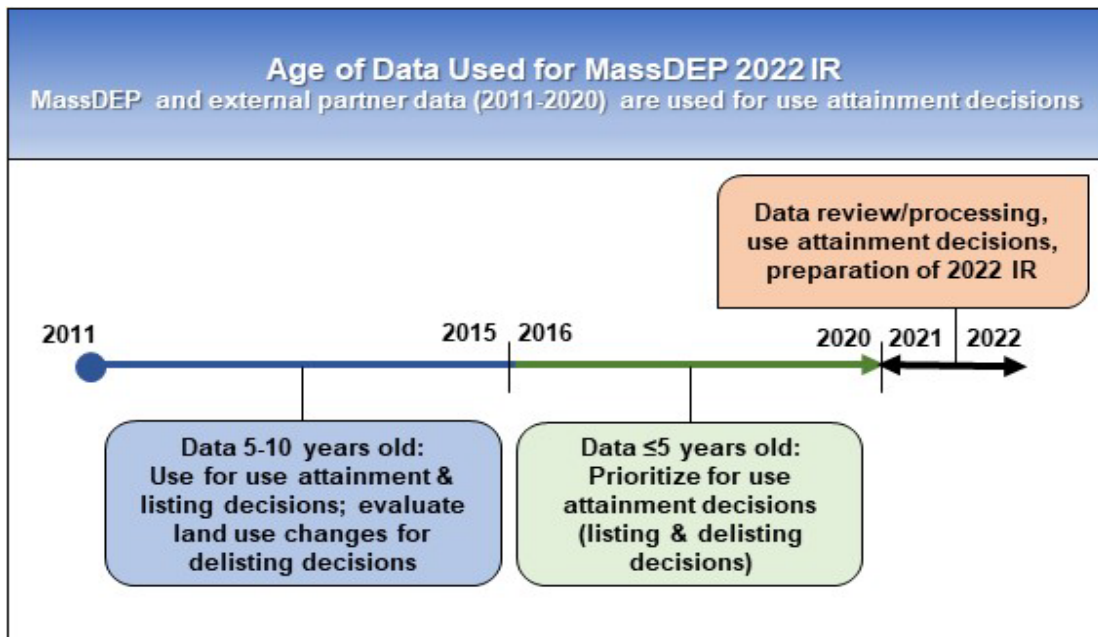 Age of Data Used for MassDEP 2022 IR
MassDEP and external partner data (2011-2020) are used for use attainment decisions
Data review/processing,
use attainment decisions,
preparation of 2022 IR
2011
2015
2016
2020
2021
2022
Data 5-10 years old:
Use for use attainment &
listing decisions; evaluate
land use changes for
delisting decisions
Data ≤5 years old:
Prioritize for use
attainment decisions
(listing & delisting
decisions)